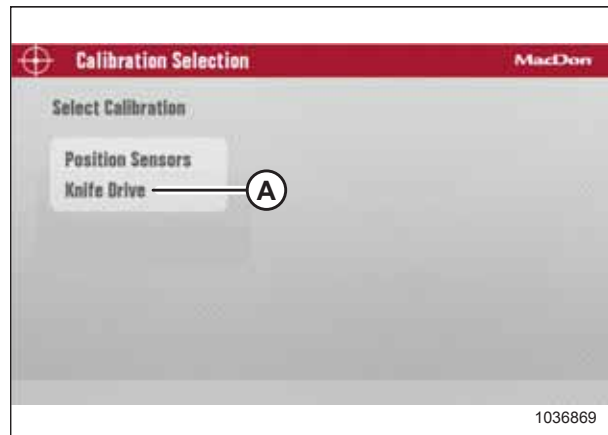 Calibration Selection MacDon
Select Calibration
Position Sensors
Knife Drive
A
1036869